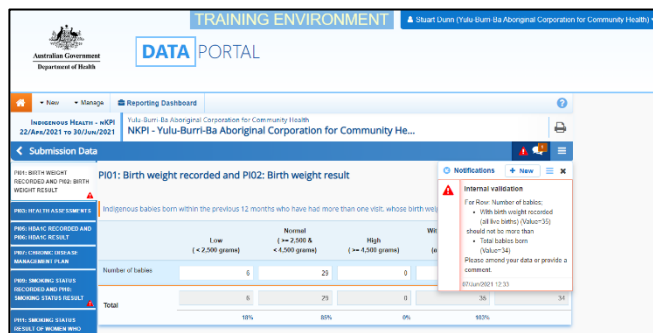 TRAINING ENVIRONMENT
Stuart Dunn (Yulu-Burri-Ba Aboriginal Corporation for Community Health)
Australian Government
Department of Health
DATA PORTAL
New
Manage
Reporting Dashboard
INDIGENOUS HEALTH - NKPI
22/APR/2021 TO 30/JUN/2021
Yulu-Burri-Ba Aboriginal Corporation for Community Health
NKPI - Yulu-Burri-Ba Aboriginal Corporation for Community He...
Submission Data
PI01: BIRTH WEIGHT
RECORDED AND PI02: BIRTH
WEIGHT RESULT
PI03: HEALTH ASSESSMENTS
PI05: HBA1C RECORDED AND
PI06: HBA1C RESULT
PI07: CHRONIC DISEASE
MANAGEMENT PLAN
PI09: SMOKING STATUS
RECORDED AND PI10:
SMOKING STATUS RESULT
PI11: SMOKING STATUS
RESULT OF WOMEN WHO
PI01: Birth weight recorded and PI02: Birth weight result
Indigenous babies born within the previous 12 months who have had more than one visit, whose birth
Low
(< 2,500 grams)
Normal
(>= 2,500 &
< 4,500 grams)
High
(>= 4,500 grams)
Number of babies
6
29
0
Total
6
29
0
35
34
18%
85%
0%
103%
Notifications
+ New
Internal validation
For Row: Number of babies;
With birth weight recorded
(all live births) (Value=35)
should not be more than
Total babies born
(Value=34)
Please amend your data or provide a
comment.
07/Jun/2021 12:33